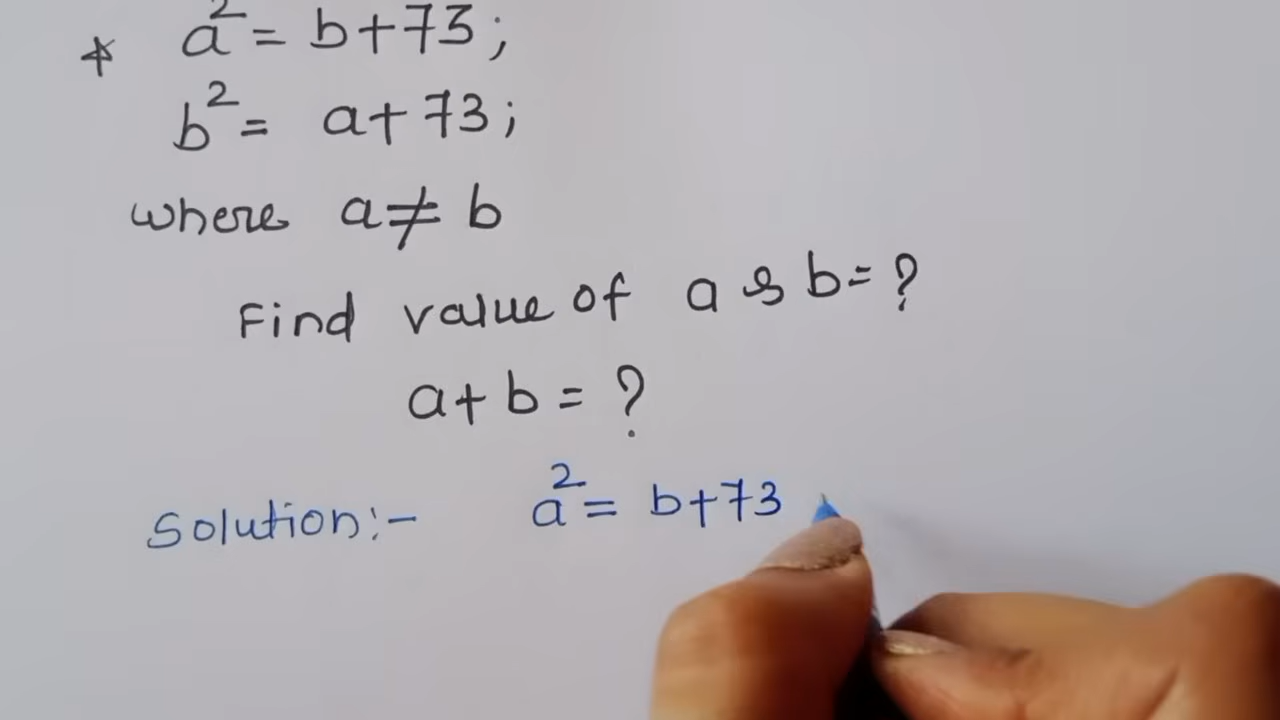 * a² = b+73;
b² = a+73;
where a≠b
Find value of a & b = ?
a+b = ?
Solution:- a² = b+73